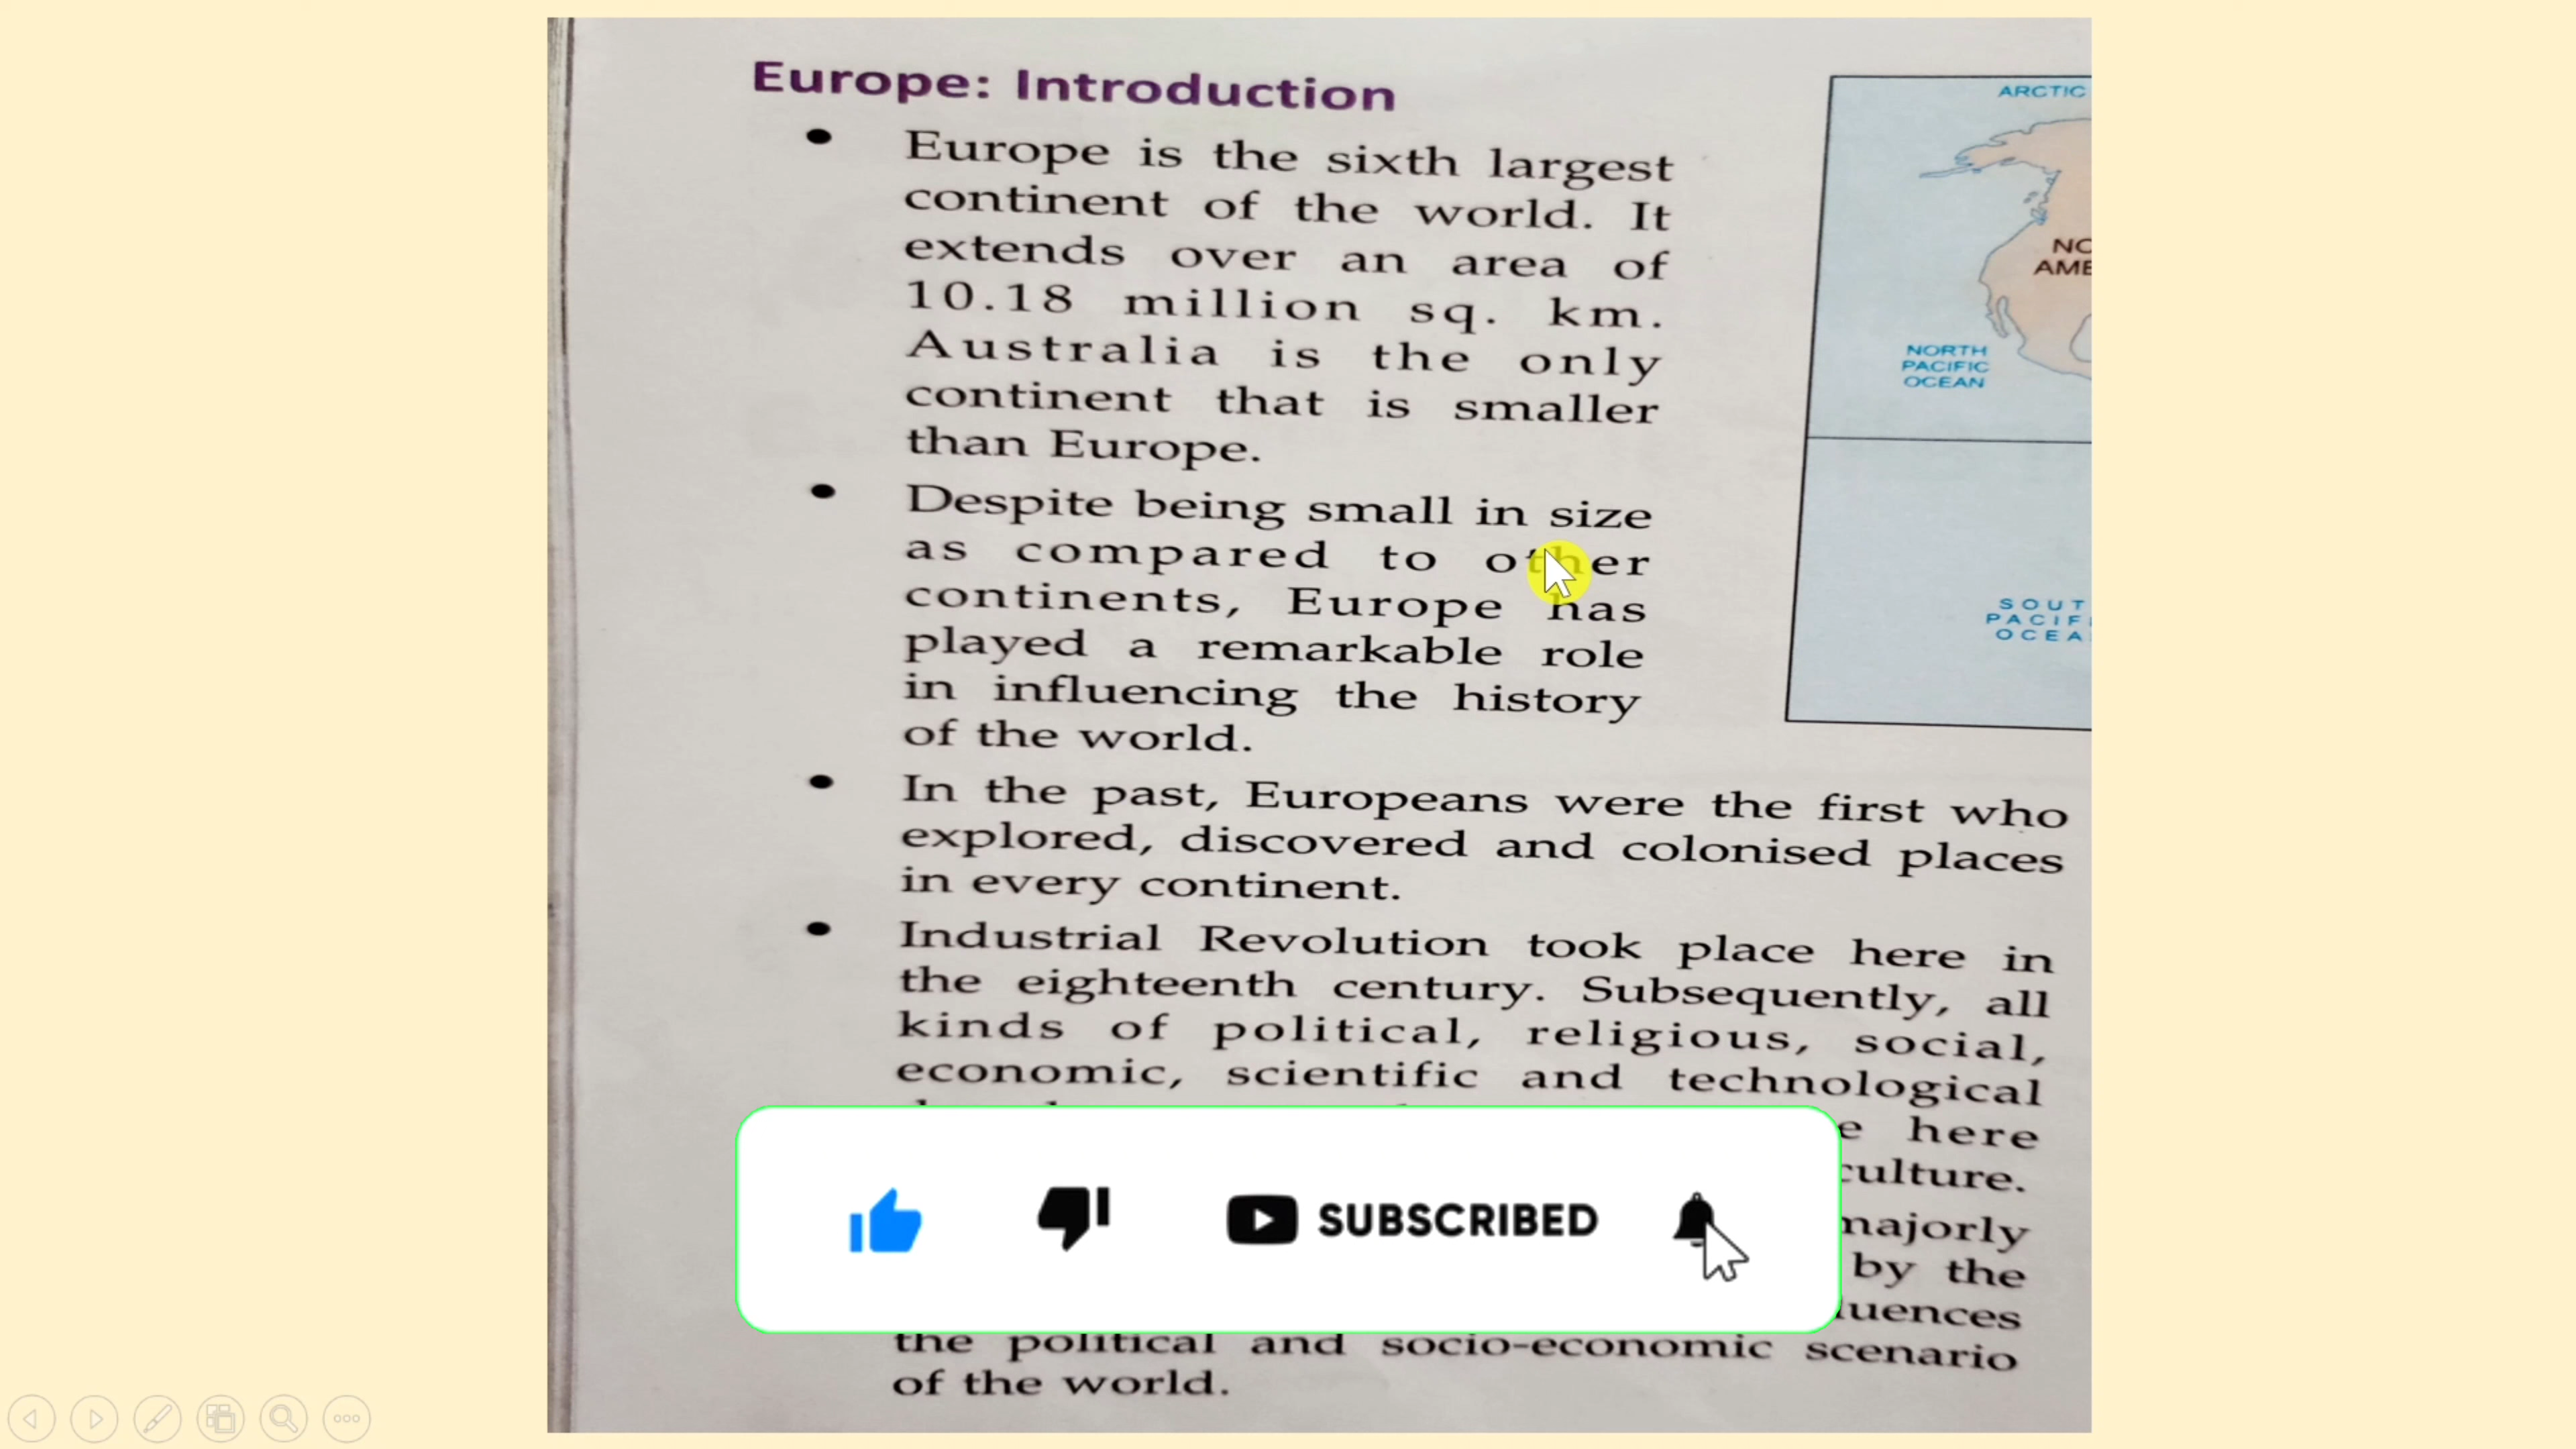 Europe: Introduction
• Europe is the sixth largest
continent of the world. It
extends over an area of
10.18 million sq. km.
Australia is the only
continent that is smaller
than Europe.
• Despite being small in size
as compared to other
continents, Europe has
played a remarkable role
in influencing the history
of the world.
• In the past, Europeans were the first who
explored, discovered and colonised places
in every continent.
• Industrial Revolution took place here in
the eighteenth century. Subsequently, all
kinds of political, religious, social,
economic, scientific and technological
here
culture.
majorly
by the
the political and socio-economic scenario
of the world.
ARCTIC
NORTH
PACIFIC
OCEAN
SUBSCRIBED